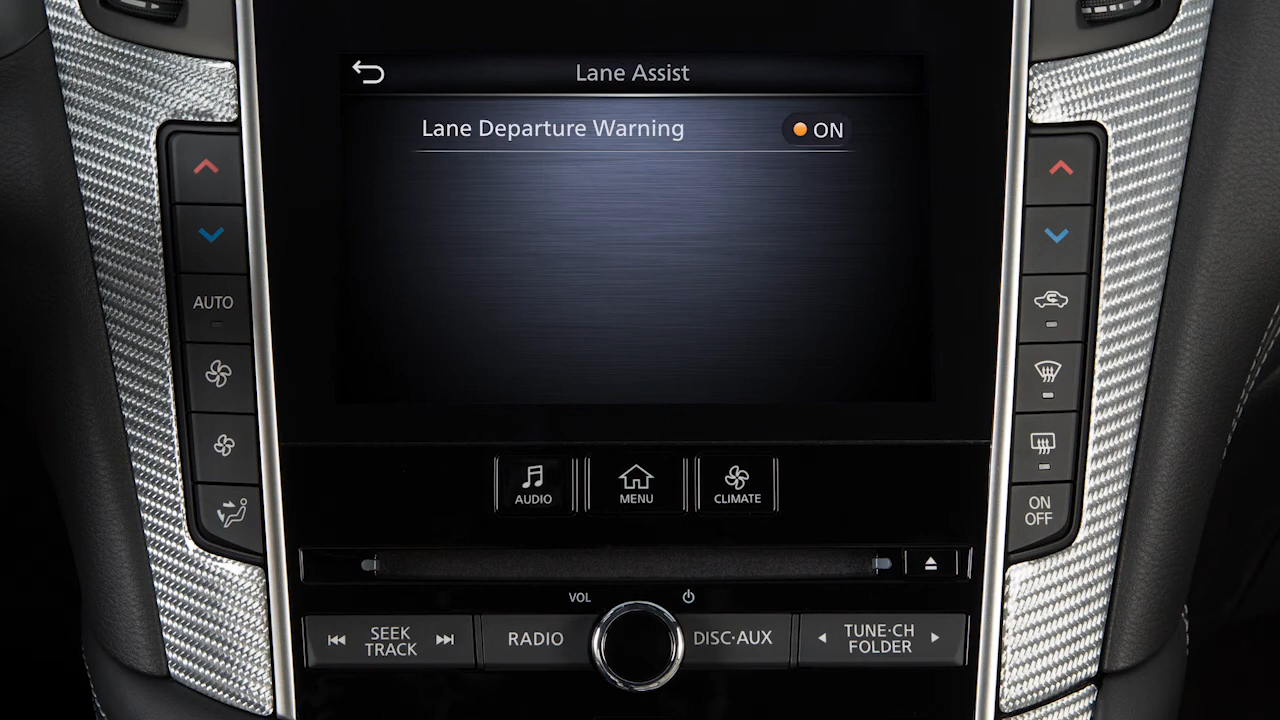 Lane Assist
Lane Departure Warning
ON
AUTO
ON
OFF
AUDIO
MENU
CLIMATE
VOL
SEEK
TRACK
RADIO
DISC·AUX
TUNE·CH
FOLDER